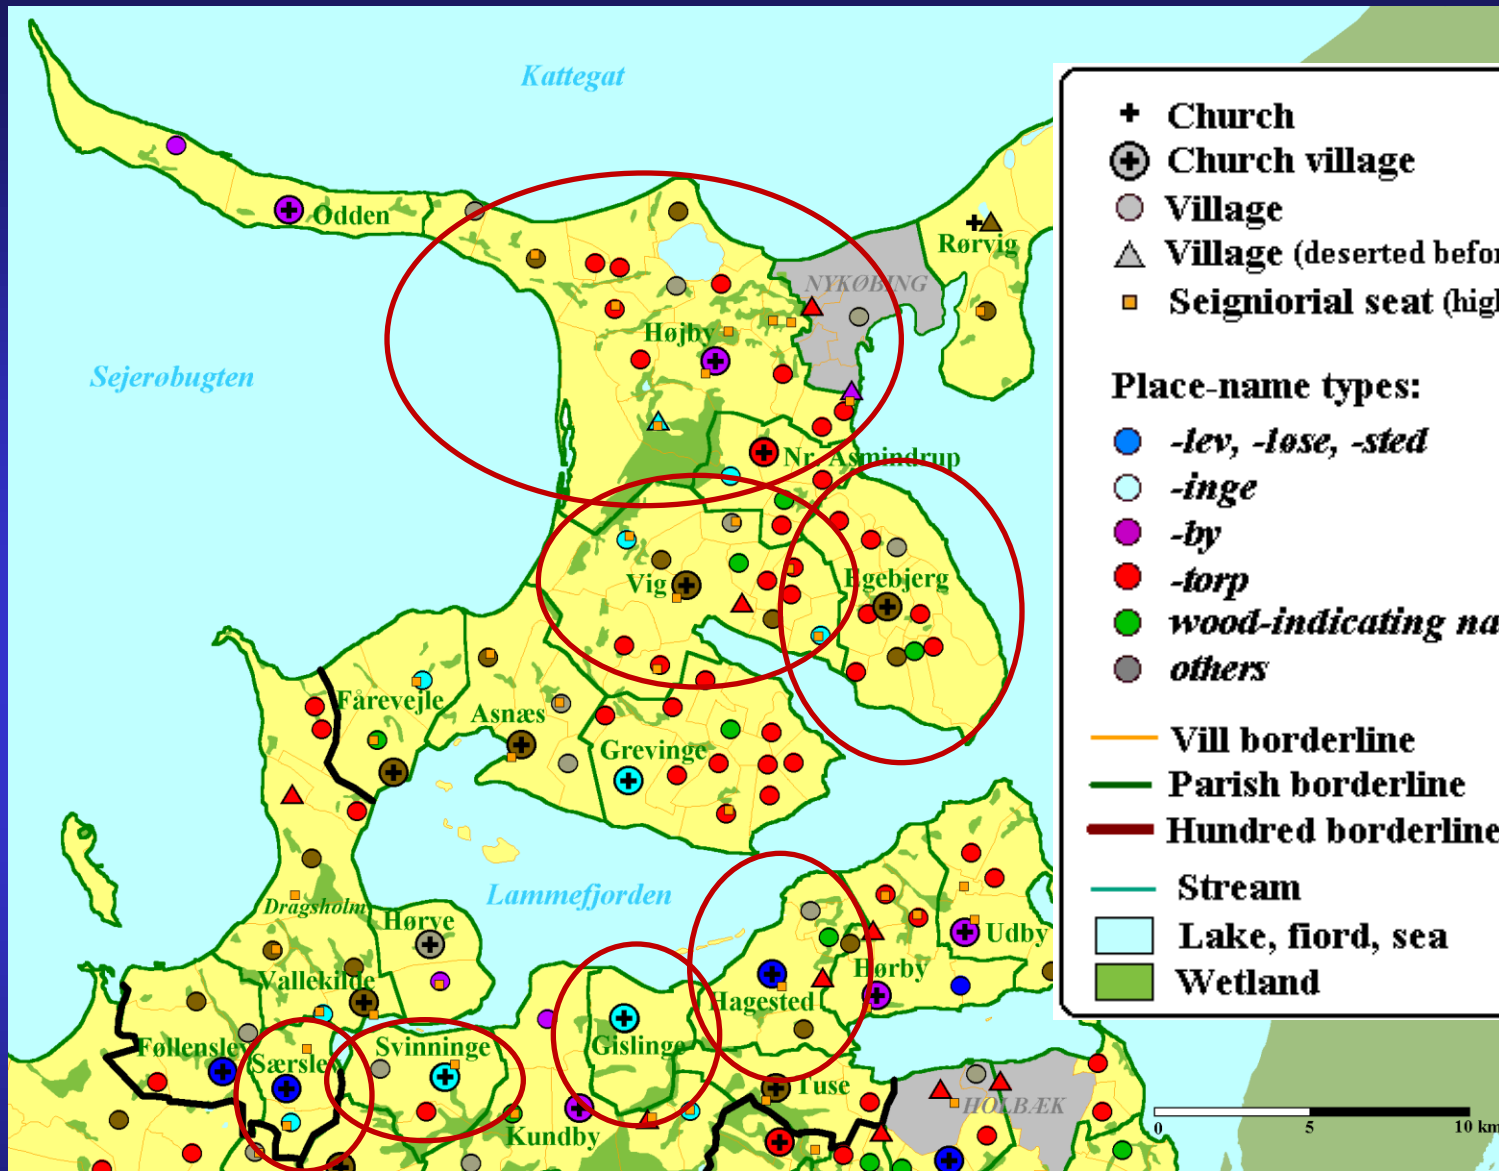 Kattegat
Odden
Rørvig
NYKØBING
Højby
Sejerøbugten
Nr. Asmindrup
Vig
Egebjerg
Fårevejle
Asnæs
Grevinge
Lammefjorden
Dragsholm
Hørve
Udby
Hørby
Vallekilde
Hagested
Føllenslev
Særslev
Svinninge
Gislinge
Tuse
HOLBÆK
Kundby
Church
Church village
Village
Village (deserted befor
Seigniorial seat (hig
Place-name types:
-lev, -løse, -sted
-inge
-by
-torp
wood-indicating na
others
Vill borderline
Parish borderline
Hundred borderline
Stream
Lake, fiord, sea
Wetland
0 5 10 km